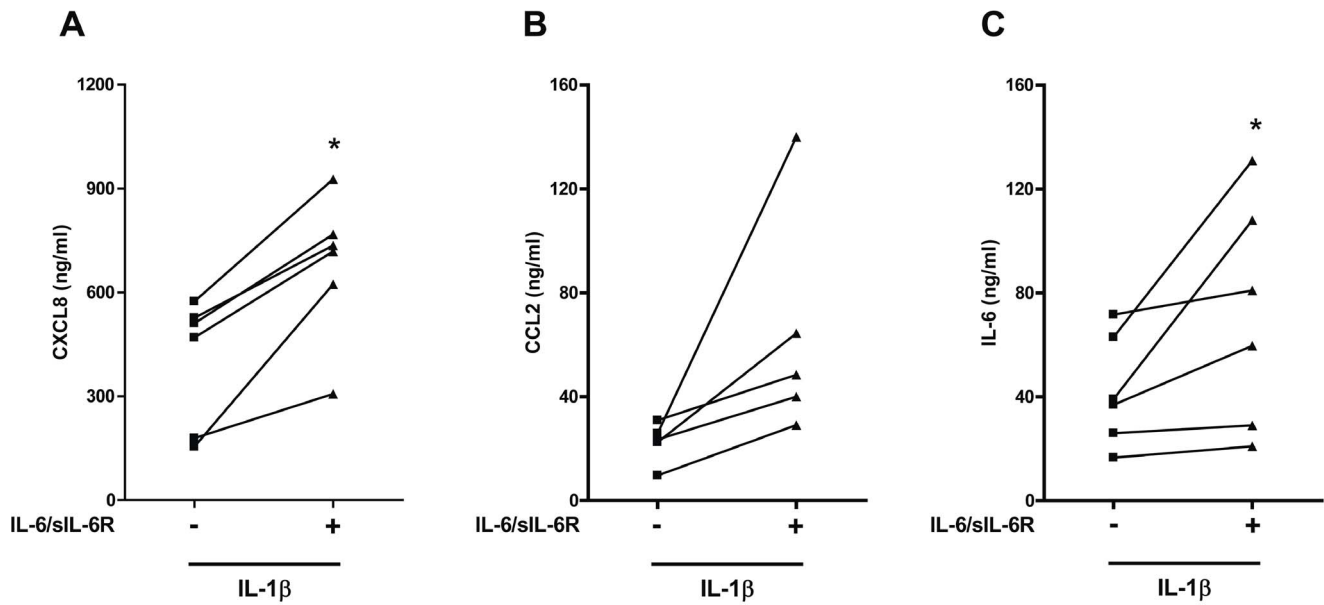 A
B
C
1200
900
600
300
0
CXCL8 (ng/ml)
*
IL-6/sIL-6R
-
+
IL-1β
160
120
80
40
0
CCL2 (ng/ml)
IL-6/sIL-6R
-
+
IL-1β
160
120
80
40
0
IL-6 (ng/ml)
*
IL-6/sIL-6R
-
+
IL-1β